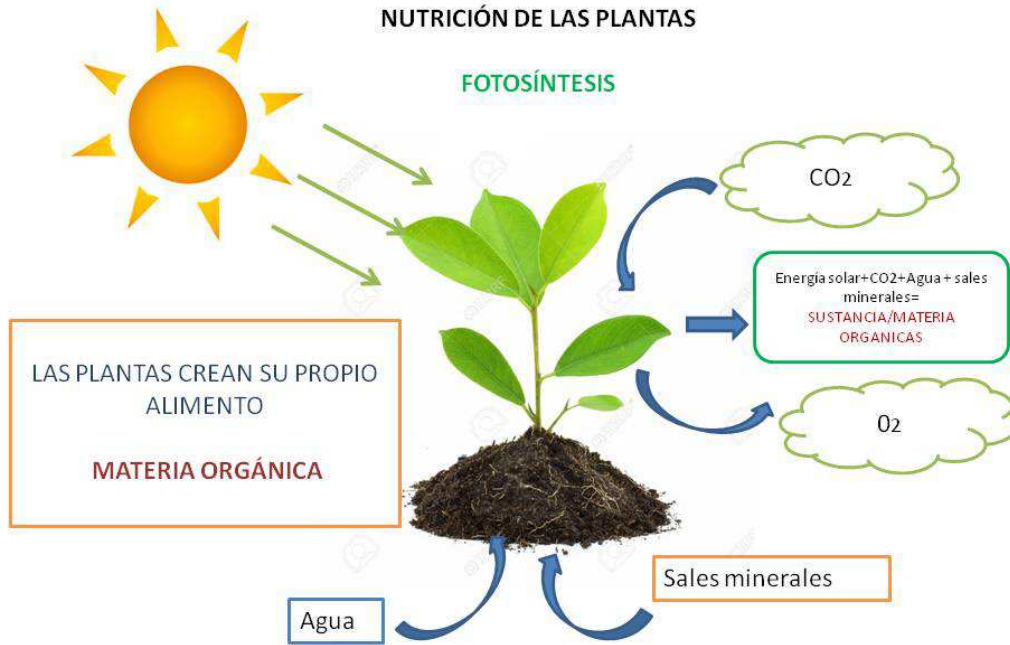 NUTRICIÓN DE LAS PLANTAS
FOTOSÍNTESIS
CO2
Energía solar+CO2+Agua + sales
minerales=
SUSTANCIA/MATERIA
ORGANICAS
LAS PLANTAS CREAN SU PROPIO
ALIMENTO
MATERIA ORGÁNICA
02
Sales minerales
Agua